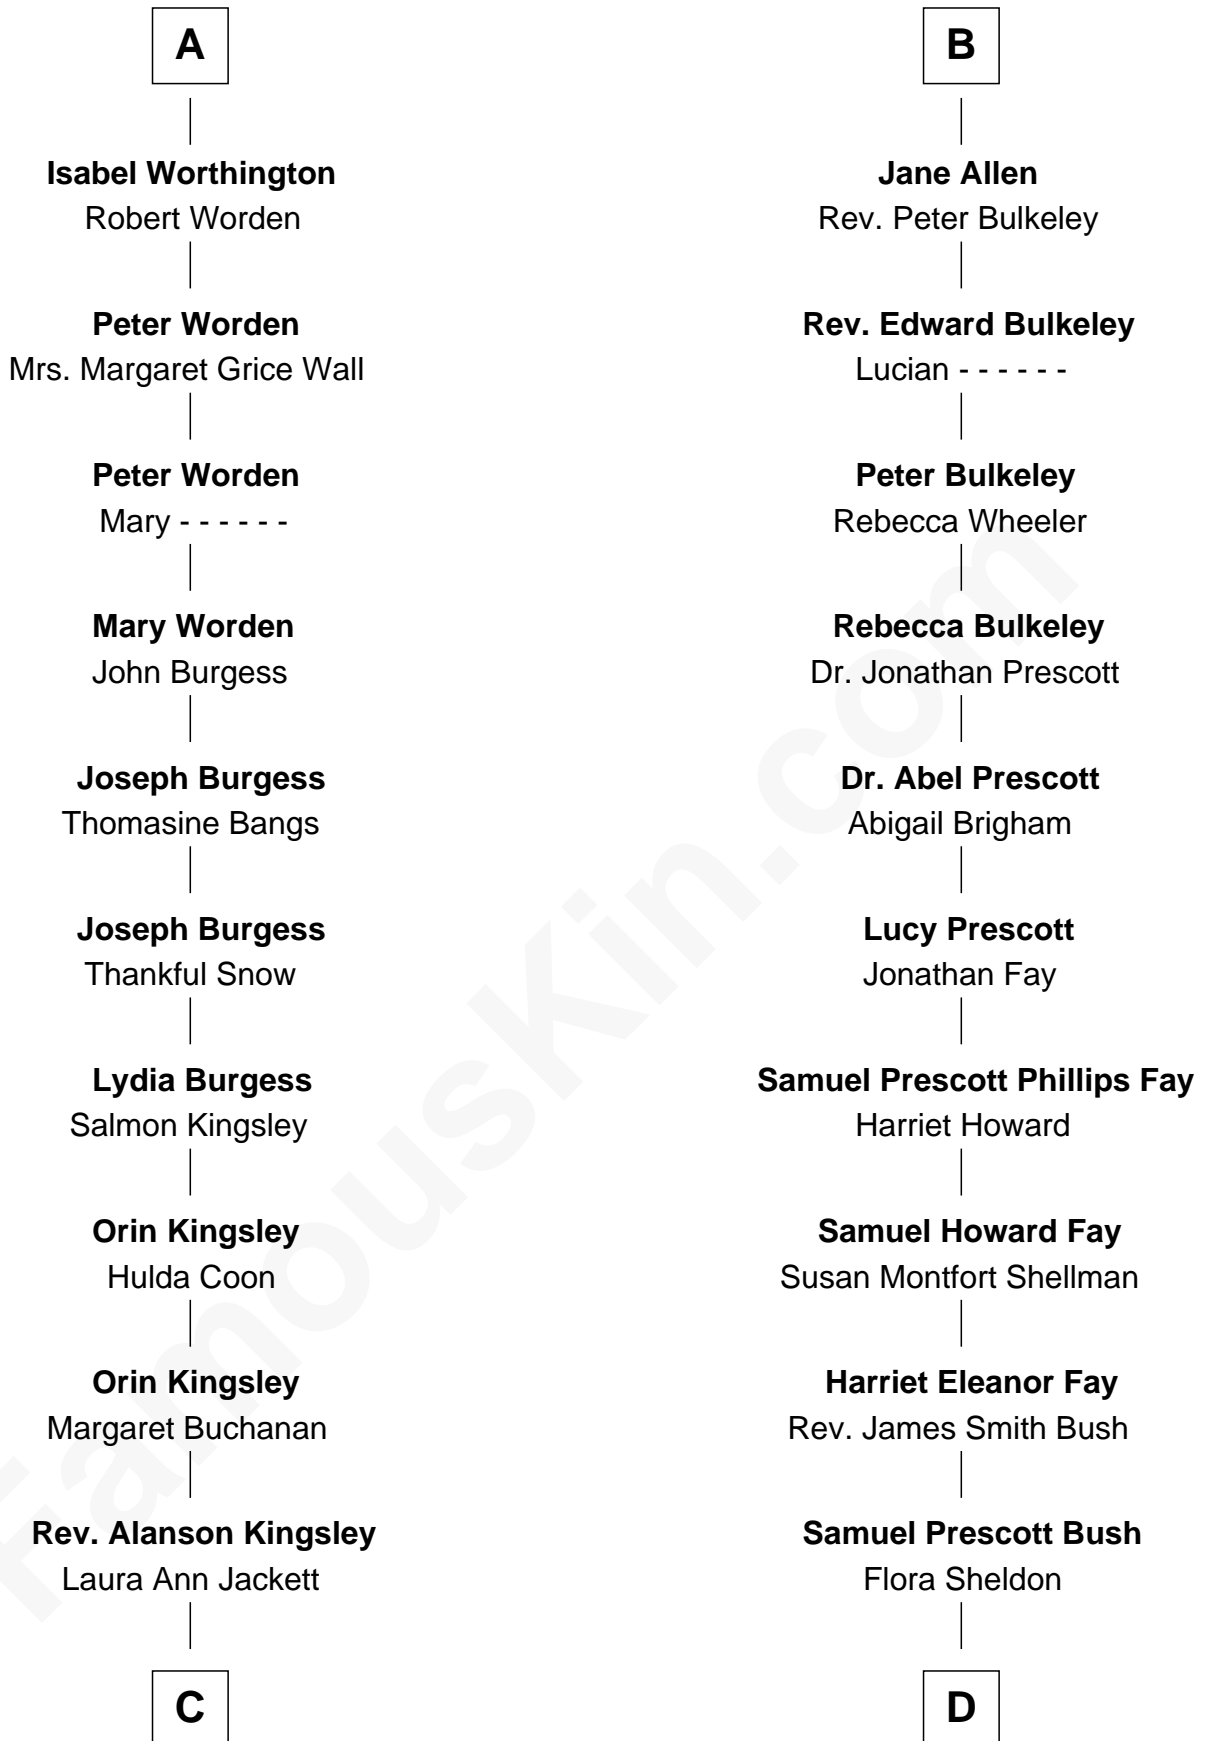 A
Isabel Worthington
Robert Worden
Peter Worden
Mrs. Margaret Grice Wall
Peter Worden
Mary - - - - - -
Mary Worden
John Burgess
Joseph Burgess
Thomasine Bangs
Joseph Burgess
Thankful Snow
Lydia Burgess
Salmon Kingsley
Orin Kingsley
Hulda Coon
Orin Kingsley
Margaret Buchanan
Rev. Alanson Kingsley
Laura Ann Jackett
C
B
Jane Allen
Rev. Peter Bulkeley
Rev. Edward Bulkeley
Lucian - - - - - -
Peter Bulkeley
Rebecca Wheeler
Rebecca Bulkeley
Dr. Jonathan Prescott
Dr. Abel Prescott
Abigail Brigham
Lucy Prescott
Jonathan Fay
Samuel Prescott Phillips Fay
Harriet Howard
Samuel Howard Fay
Susan Montfort Shellman
Harriet Eleanor Fay
Rev. James Smith Bush
Samuel Prescott Bush
Flora Sheldon
D
FamousKin.com